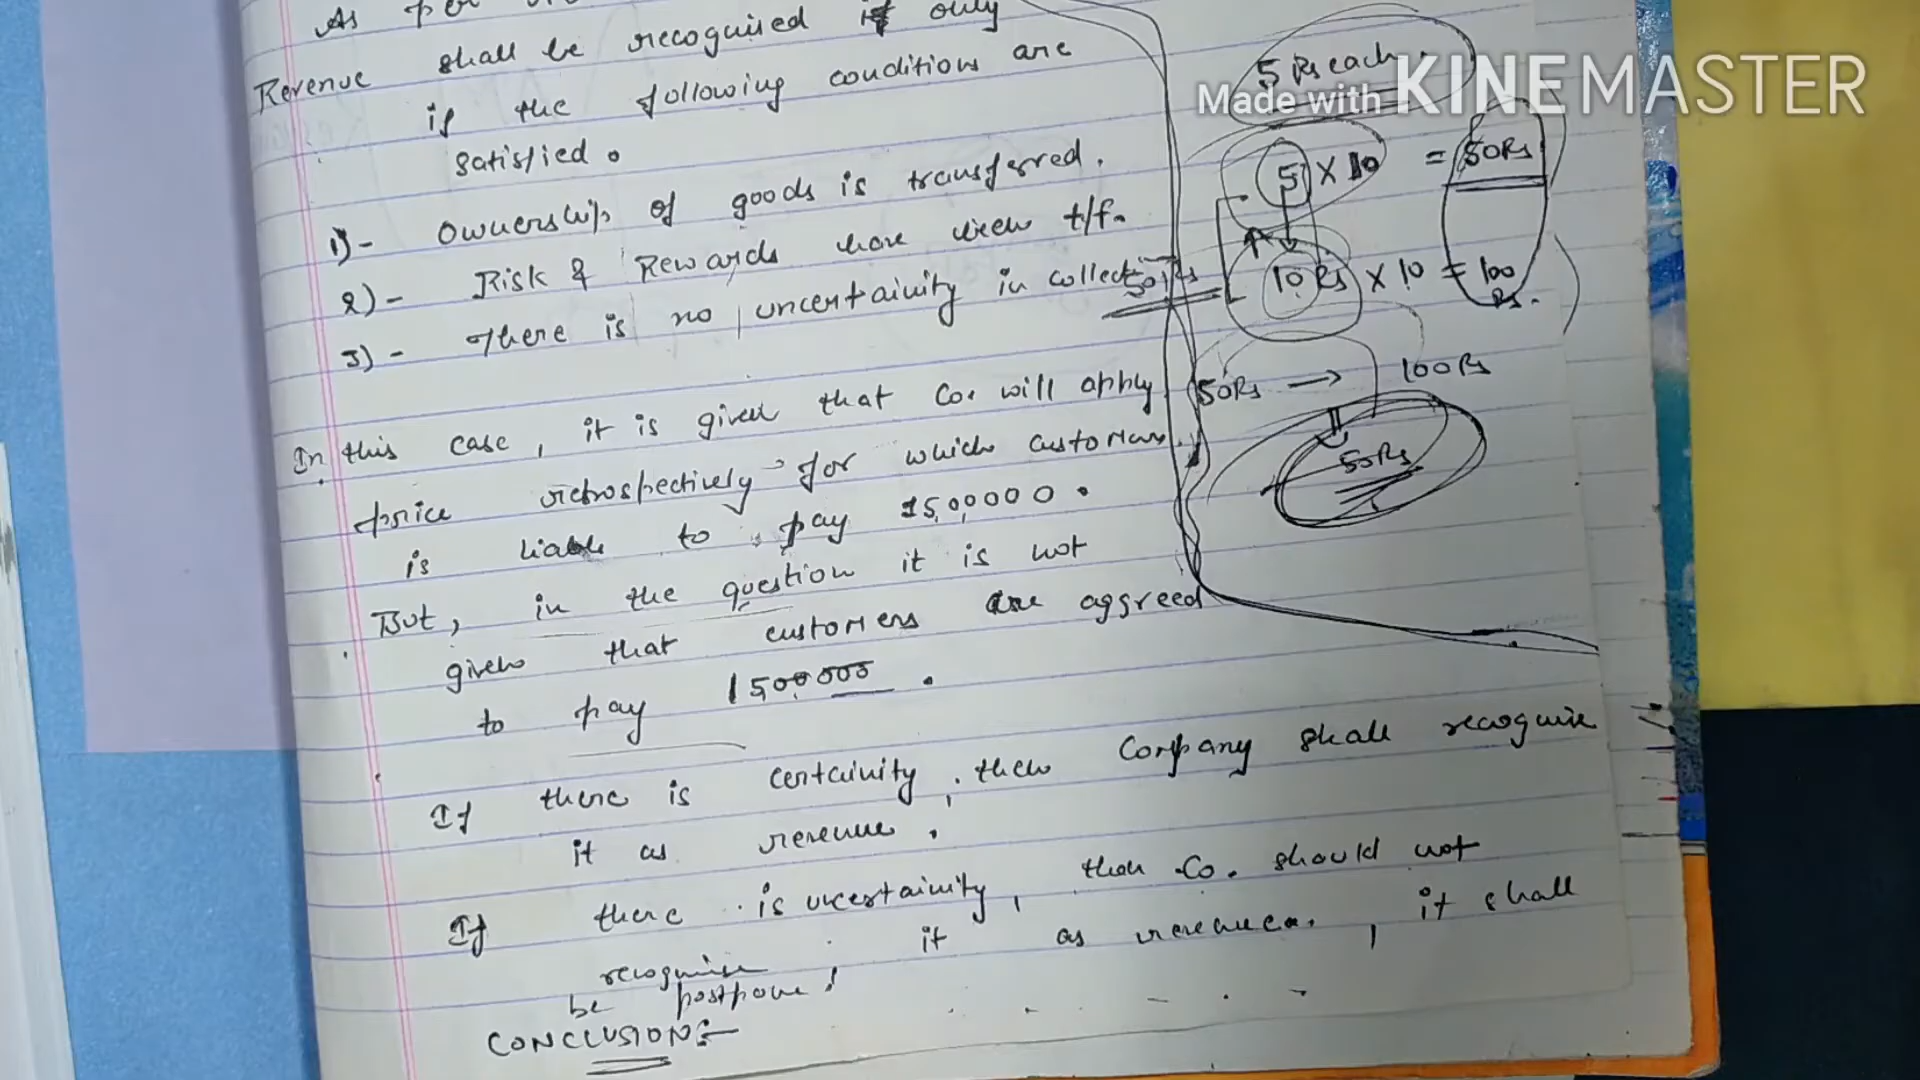 As per
Revenue shall be recognised if only
if the following conditions are
satisfied.
1)- Ownership of goods is transferred.
2)- Risk & Rewards have been t/f.
3)- There is no uncertainity in collection
In this case, it is given that Co. will apply
price retrospectively for which customers
is liable to pay 1500000.
But, in the question it is not
given that customers are aggreed
to pay 1500000.
If there is certainity, then Company shall recognise
it as revenue.
If there is uncertainity, then Co. should not
recognise it as revenue, it shall
be postpone.
CONCLUSION:-
5 Rs each.
Made with KINEMASTER
5 X 10 = 50Rs
10 Rs X 10 = 100 Rs.
50Rs → 100Rs
50Rs